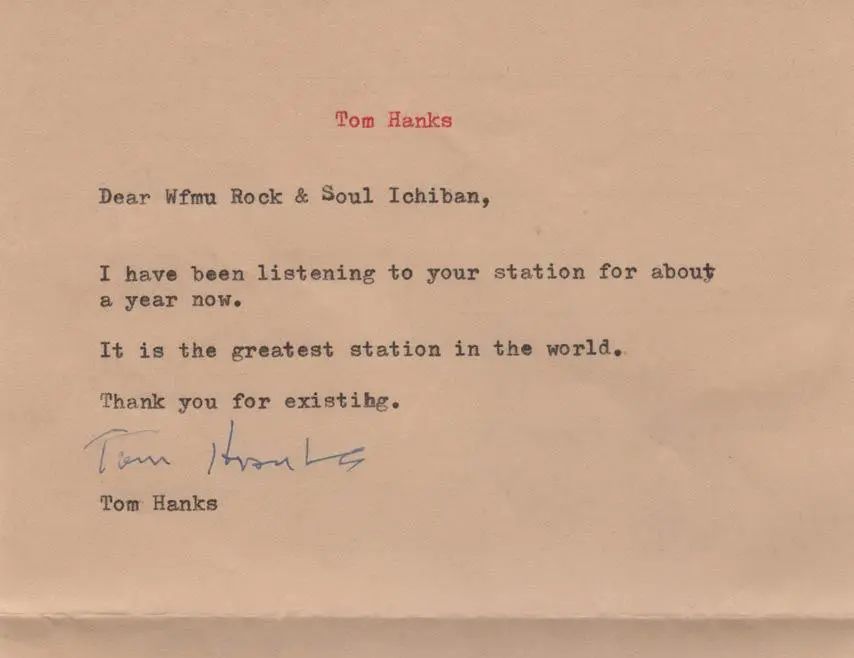 Tom Hanks
Dear Wfmu Rock & Soul Ichiban,
I have been listening to your station for about
a year now.
It is the greatest station in the world.
Thank you for existihg.
Tom Hanks
Tom Hanks